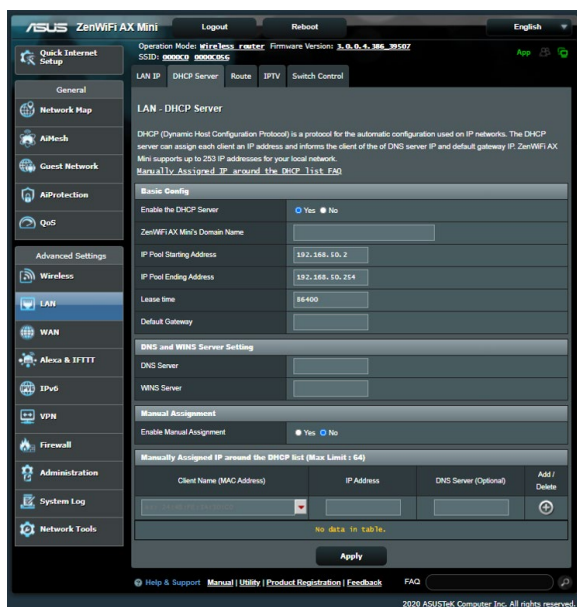 ASUS ZenWiFi AX Mini
Logout
Reboot
English
Quick Internet
Setup
Operation Mode: Wireless router Firmware Version: 3.0.0.4.386_39507
SSID: 0000C0 0000C05G
App
LAN IP
DHCP Server
Route
IPTV
Switch Control
General
Network Map
AiMesh
Guest Network
AiProtection
QoS
Advanced Settings
Wireless
LAN
WAN
Alexa & IFTTT
IPv6
VPN
Firewall
Administration
System Log
Network Tools
LAN - DHCP Server
DHCP (Dynamic Host Configuration Protocol) is a protocol for the automatic configuration used on IP networks. The DHCP
server can assign each client an IP address and informs the client of the of DNS server IP and default gateway IP. ZenWiFi AX
Mini supports up to 253 IP addresses for your local network.
Manually Assigned IP around the DHCP list FAQ
Basic Config
Enable the DHCP Server Yes No
ZenWiFi AX Mini's Domain Name
IP Pool Starting Address 192.168.50.2
IP Pool Ending Address 192.168.50.254
Lease time 86400
Default Gateway
DNS and WINS Server Setting
DNS Server
WINS Server
Manual Assignment
Enable Manual Assignment Yes No
Manually Assigned IP around the DHCP list (Max Limit : 64)
Client Name (MAC Address)
IP Address
DNS Server (Optional)
Add /
Delete
No data in table.
Apply
Help & Support Manual | Utility | Product Registration | Feedback FAQ
2020 ASUSTeK Computer Inc. All rights reserved.